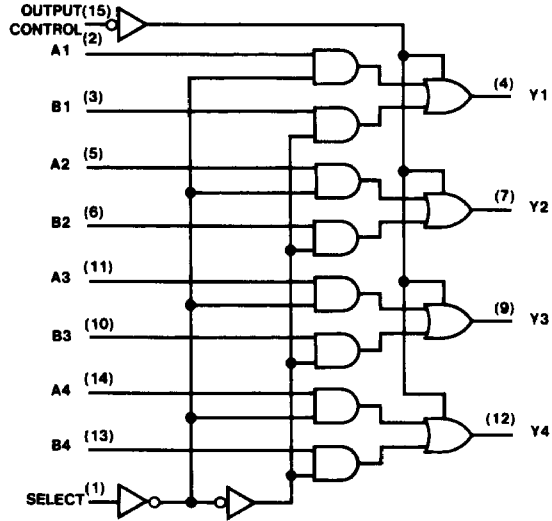 OUTPUT (15)
CONTROL
A1 (2)
B1 (3)
A2 (5)
B2 (6)
A3 (11)
B3 (10)
A4 (14)
B4 (13)
SELECT (1)
(4) Y1
(7) Y2
(9) Y3
(12) Y4